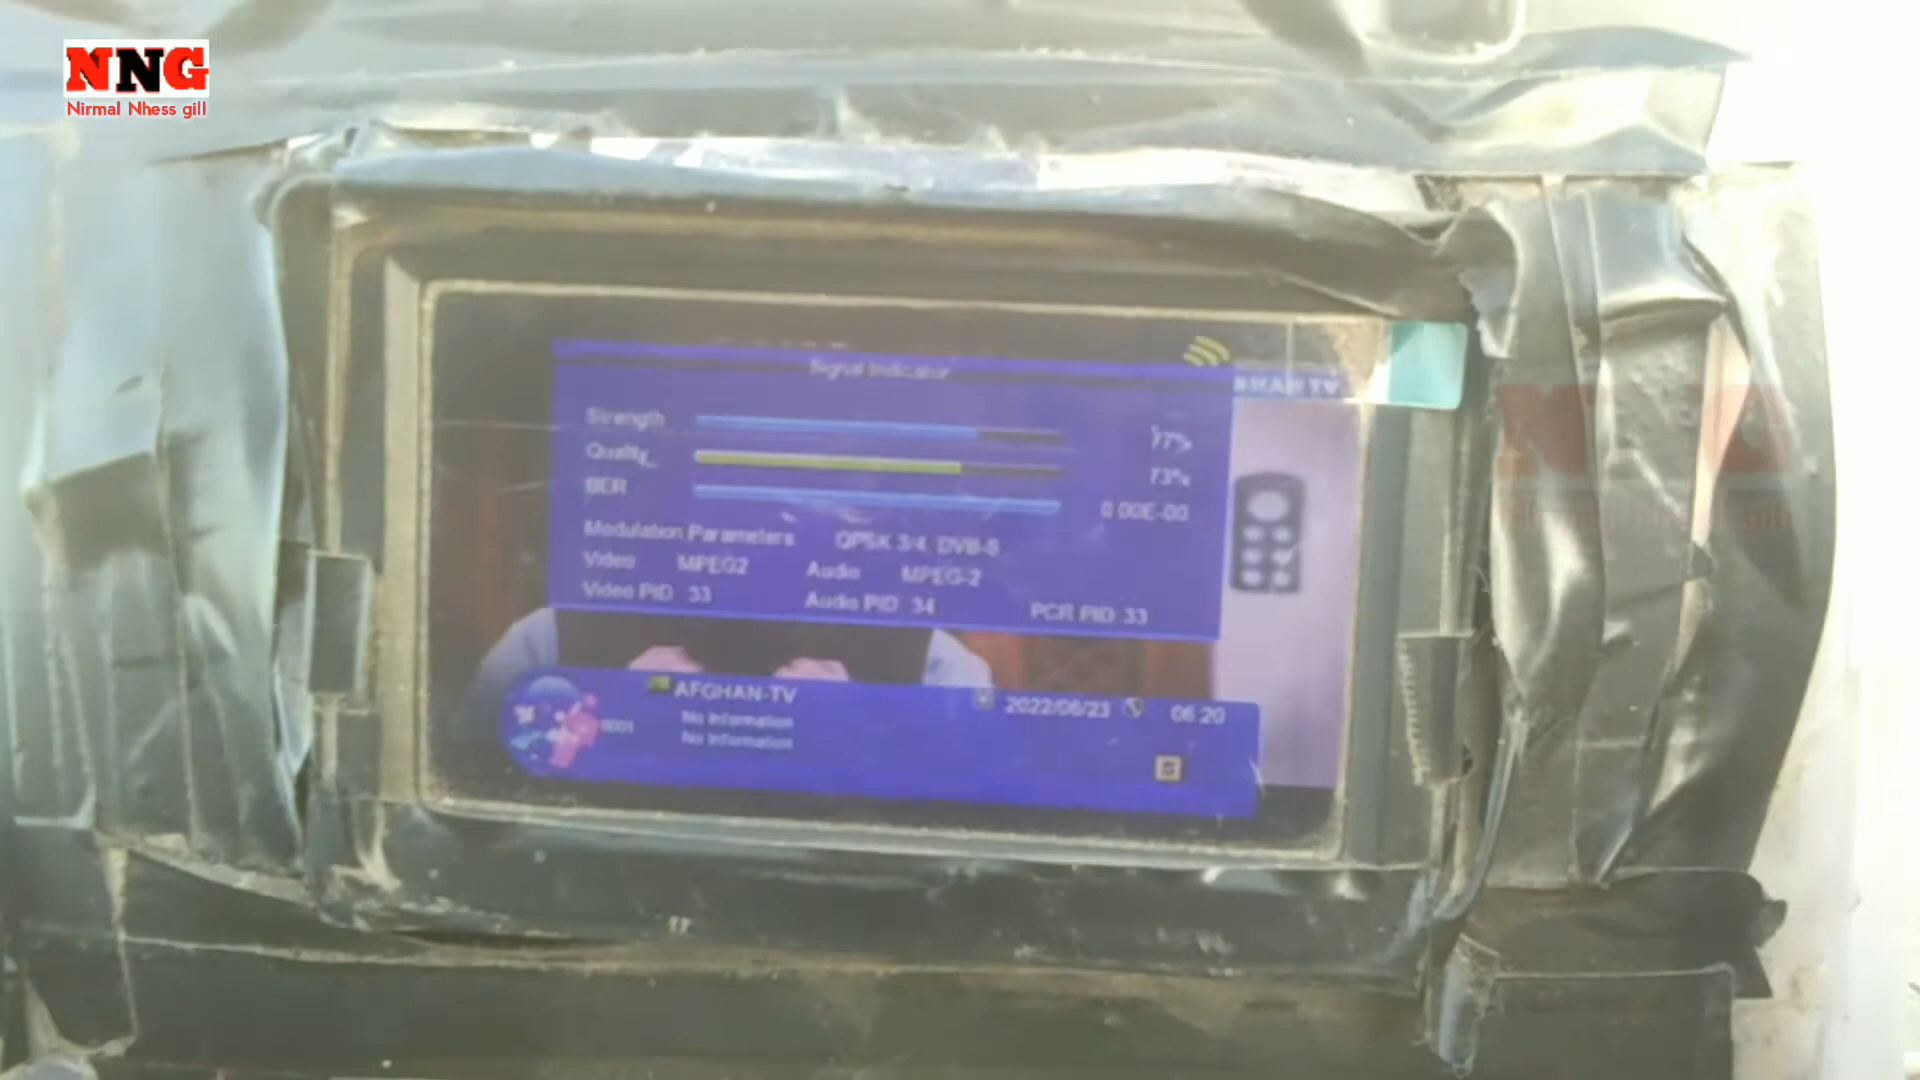 NNG
Nirmal Nhess gill
Signal Indicator
Strength 77%
Quality 73%
BER 0.00E-00
Modulation Parameters QPSK 3/4, DVB-S
Video MPEG2 Audio MPEG-2
Video PID 33 Audio PID 34 PCR PID 33
AFGHAN-TV 2022/06/23 06:20
0001 No Information
No Information
S